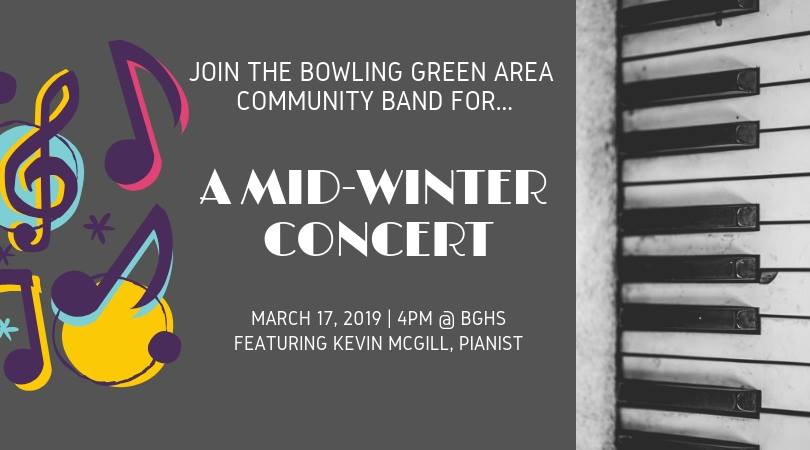 JOIN THE BOWLING GREEN AREA
COMMUNITY BAND FOR...
A MID-WINTER
CONCERT
MARCH 17, 2019 | 4PM @ BGHS
FEATURING KEVIN MCGILL, PIANIST